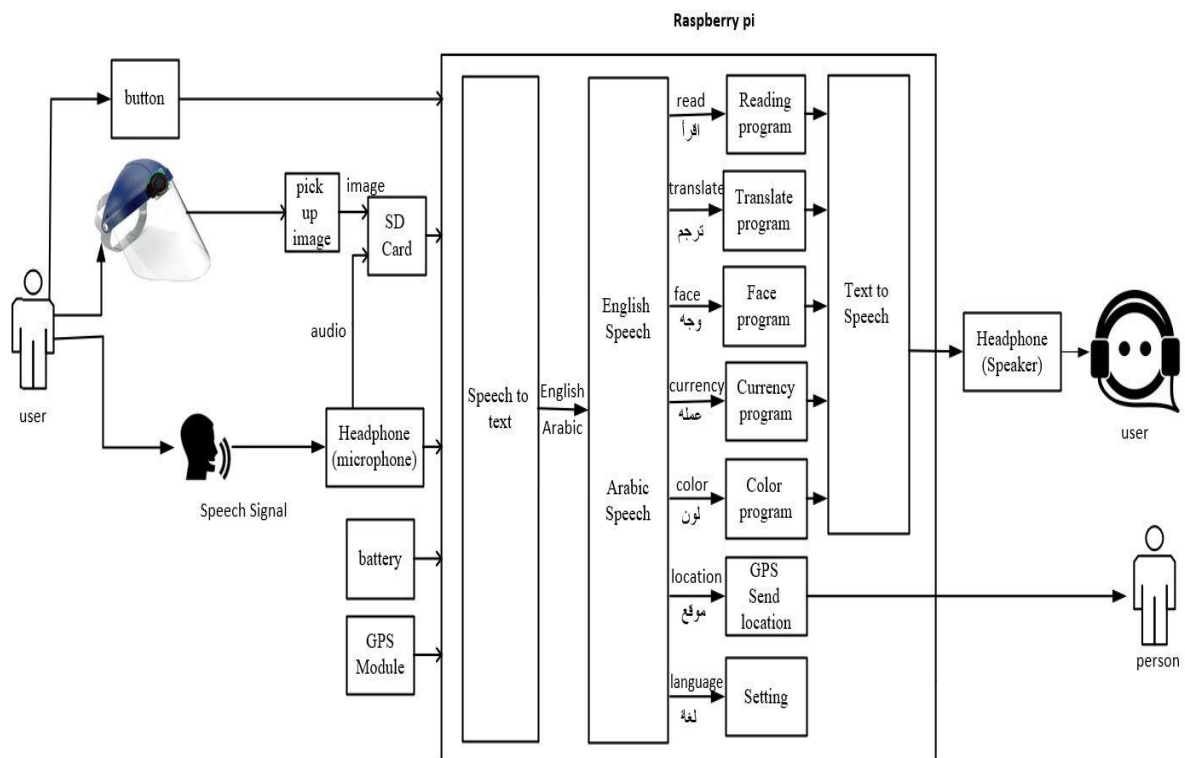 Raspberry pi
button
pick
up
image
image
SD
Card
audio
user
Speech Signal
Headphone
(microphone)
battery
GPS
Module
Speech to
text
English
Arabic
English
Speech
Arabic
Speech
read
اقرأ
Reading
program
translate
ترجم
Translate
program
face
وجه
Face
program
currency
عمله
Currency
program
color
لون
Color
program
location
موقع
GPS
Send
location
language
لغة
Setting
Text to
Speech
Headphone
(Speaker)
user
person